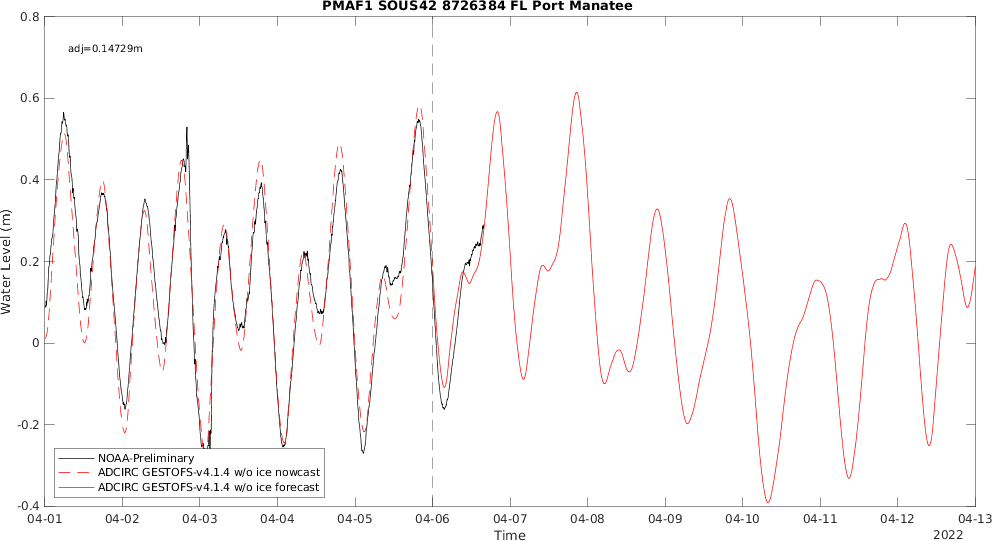 PMAF1 SOUS42 8726384 FL Port Manatee
adj=0.14729m
Water Level (m)
0.8
0.6
0.4
0.2
0
-0.2
-0.4
NOAA-Preliminary
ADCIRC GESTOFS-v4.1.4 w/o ice nowcast
ADCIRC GESTOFS-v4.1.4 w/o ice forecast
04-01 04-02 04-03 04-04 04-05 04-06 04-07 04-08 04-09 04-10 04-11 04-12 04-13
Time
2022